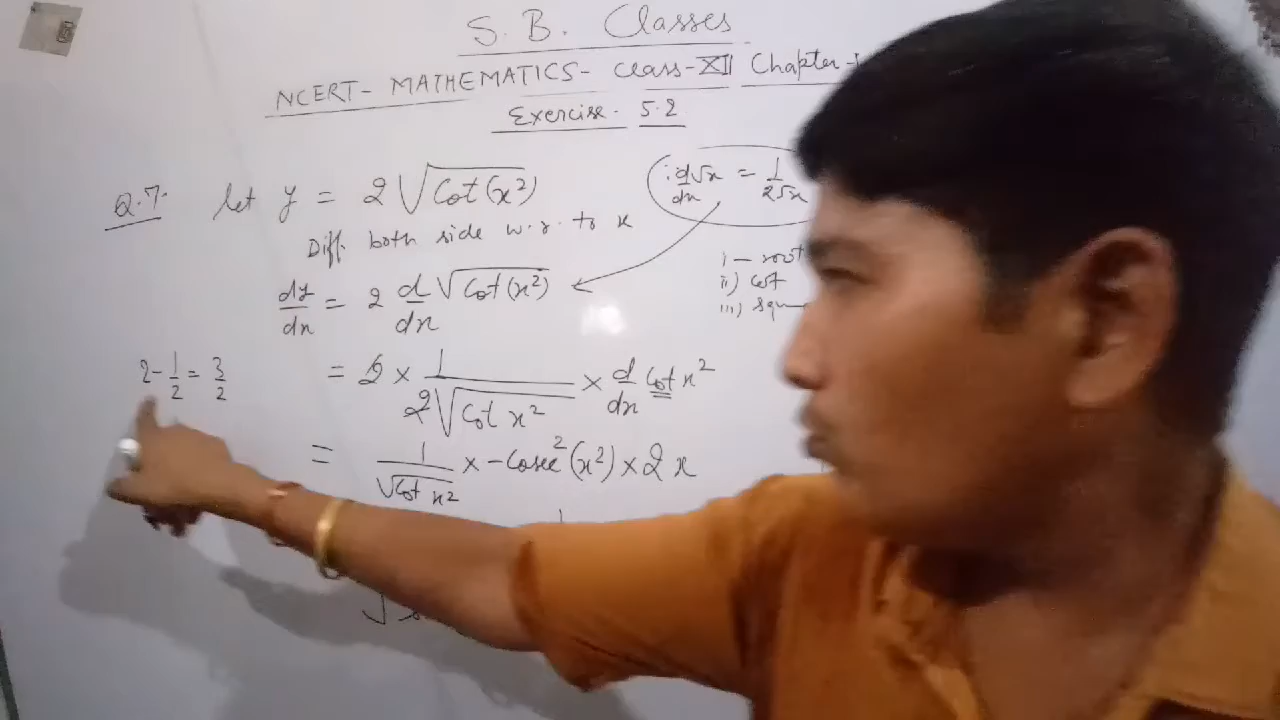 S. B. Classes
NCERT- MATHEMATICS- Class-XII Chapter-
Exercise. 5.2
Q.7. let y = 2 √Cot(x²)
∵ d/dx √x = 1/2√x
Diff. both side w.r. to x
dy/dx = 2 d/dx √Cot(x²)
i - root
ii) Cot
iii) squ
2 - 1/2 = 3/2
= 2 × 1/2√Cot x² × d/dx Cot x²
= 1/√Cot x² × -Cosec²(x²) × 2x